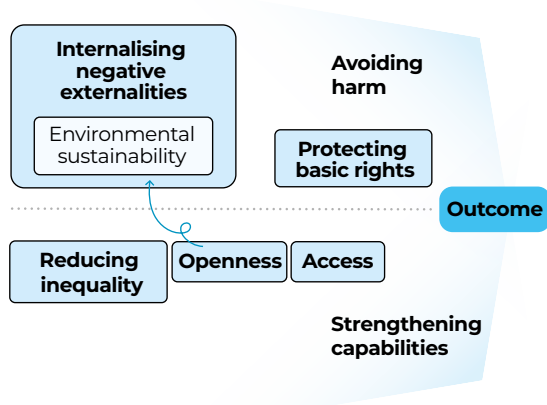 Internalising
negative
externalities
Environmental
sustainability
Avoiding
harm
Protecting
basic rights
Outcome
Reducing
inequality
Openness
Access
Strengthening
capabilities